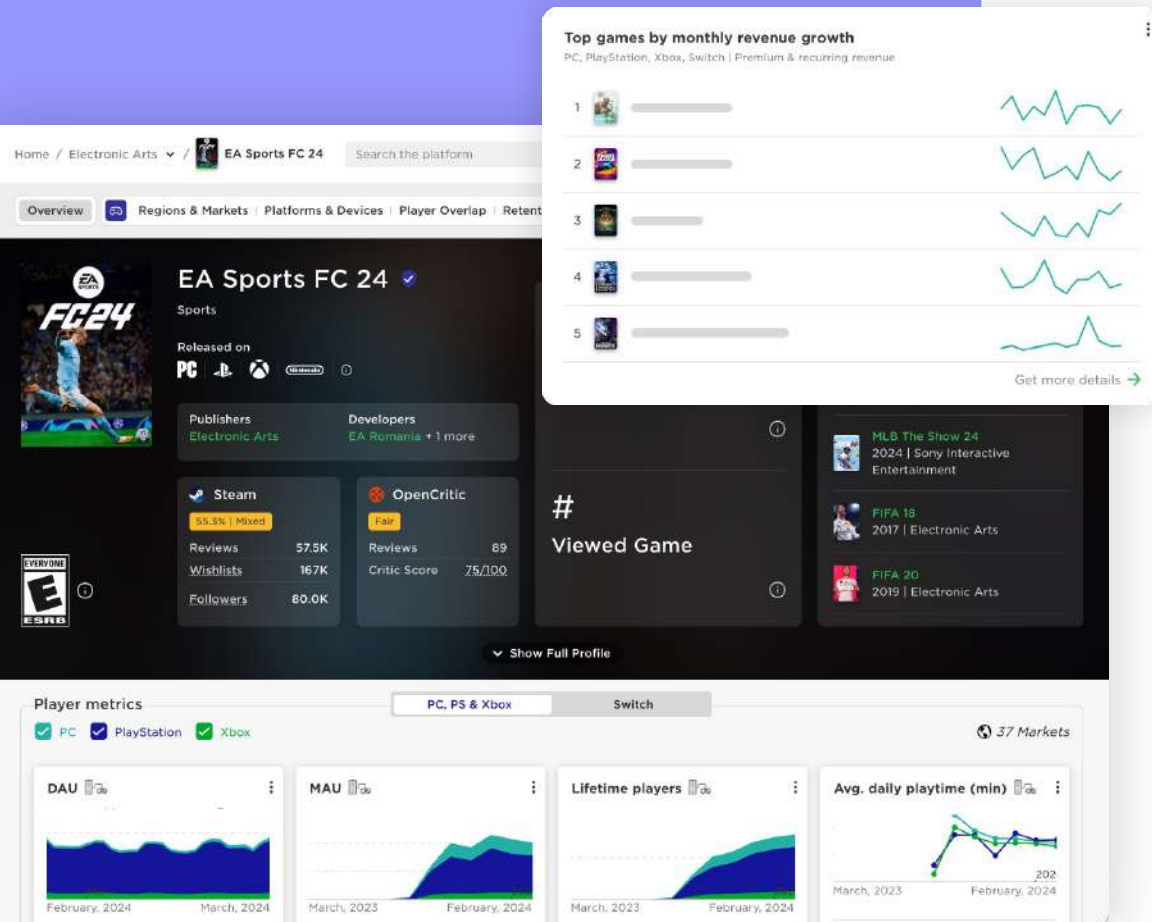 Top games by monthly revenue growth
PC, PlayStation, Xbox, Switch | Premium & recurring revenue
1
2
3
4
5
Get more details
Home / Electronic Arts / EA Sports FC 24
Search the platform
Overview
Regions & Markets | Platforms & Devices | Player Overlap | Retent
EA SPORTS
FC24
EA Sports FC 24
Sports
Released on
PC
Nintendo
Publishers
Electronic Arts
Developers
EA Romania + 1 more
Steam
55.3% | Mixed
Reviews 57.5K
Wishlists 167K
Followers 80.0K
OpenCritic
Fair
Reviews 89
Critic Score 75/100
#
Viewed Game
MLB The Show 24
2024 | Sony Interactive
Entertainment
FIFA 18
2017 | Electronic Arts
FIFA 20
2019 | Electronic Arts
EVERYONE
E
ESRB
Show Full Profile
Player metrics
PC, PS & Xbox
Switch
PC
PlayStation
Xbox
37 Markets
DAU
February, 2024 March, 2024
MAU
March, 2023 February, 2024
Lifetime players
March, 2023 February, 2024
Avg. daily playtime (min)
202
March, 2023 February, 2024